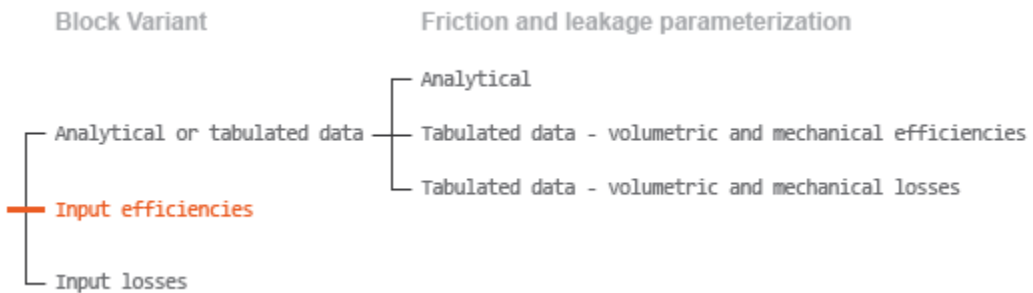 Block Variant
Friction and leakage parameterization
Analytical
Analytical or tabulated data
Tabulated data - volumetric and mechanical efficiencies
Tabulated data - volumetric and mechanical losses
Input efficiencies
Input losses